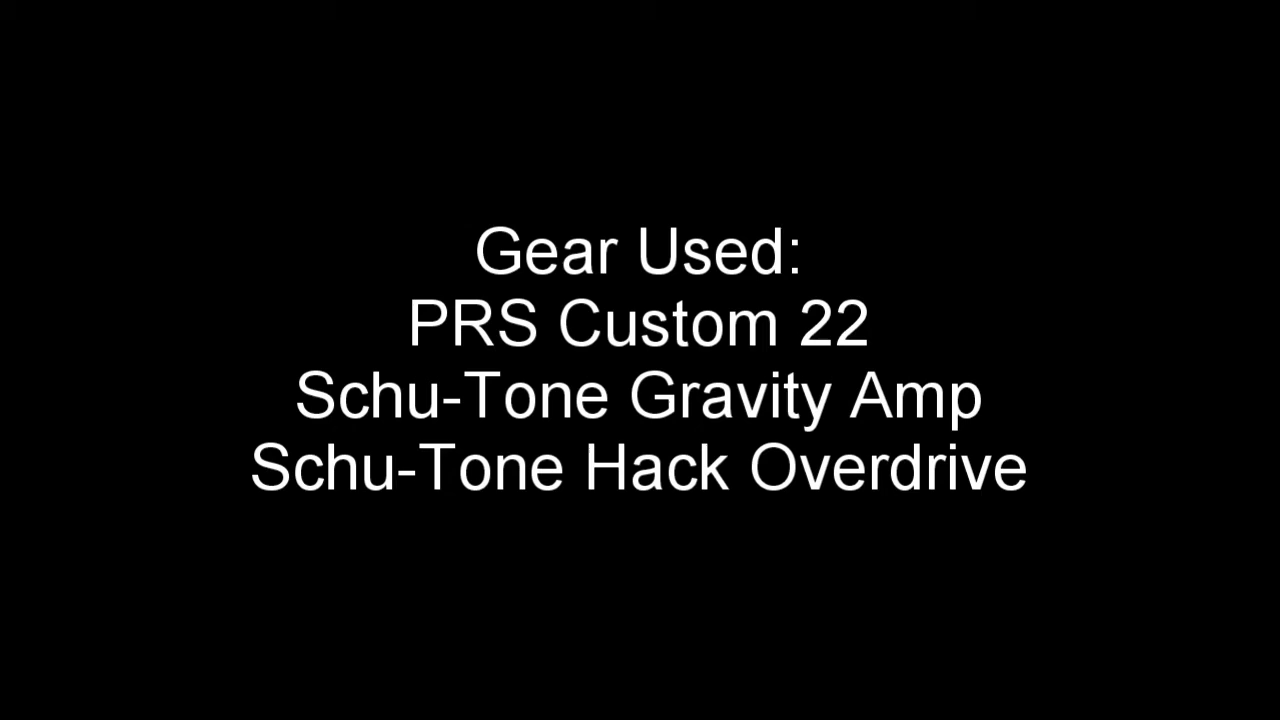 Gear Used:
PRS Custom 22
Schu-Tone Gravity Amp
Schu-Tone Hack Overdrive